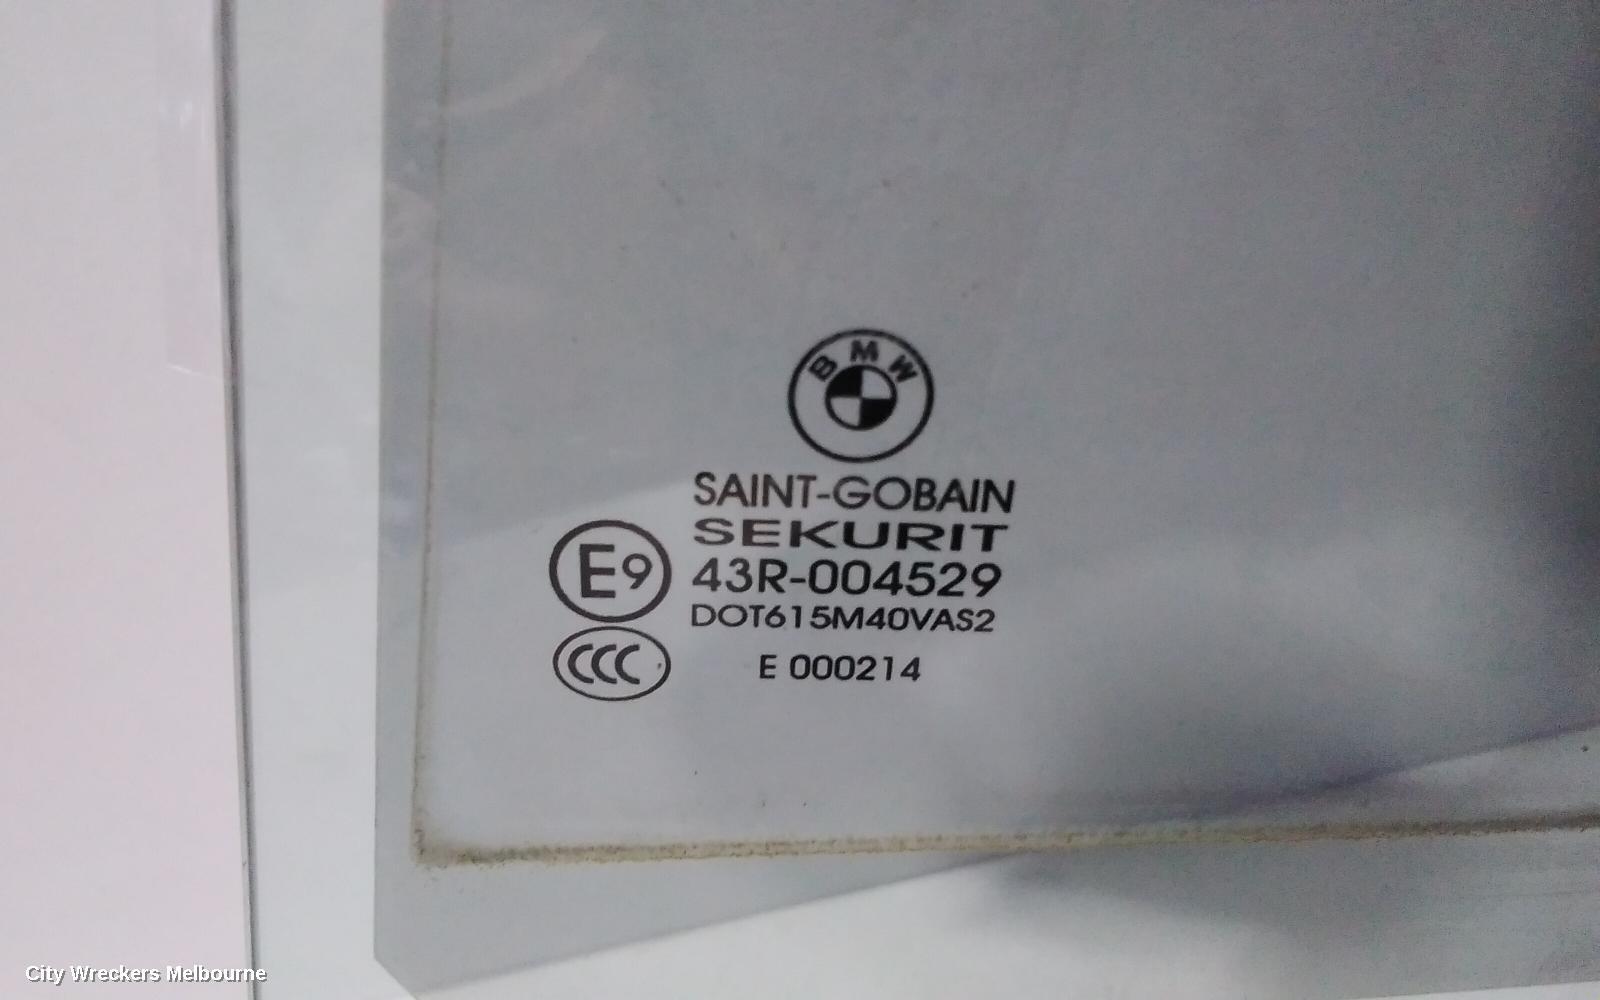 BMW
SAINT-GOBAIN
SEKURIT
E9
43R-004529
DOT615M40VAS2
CCC
E 000214
City Wreckers Melbourne